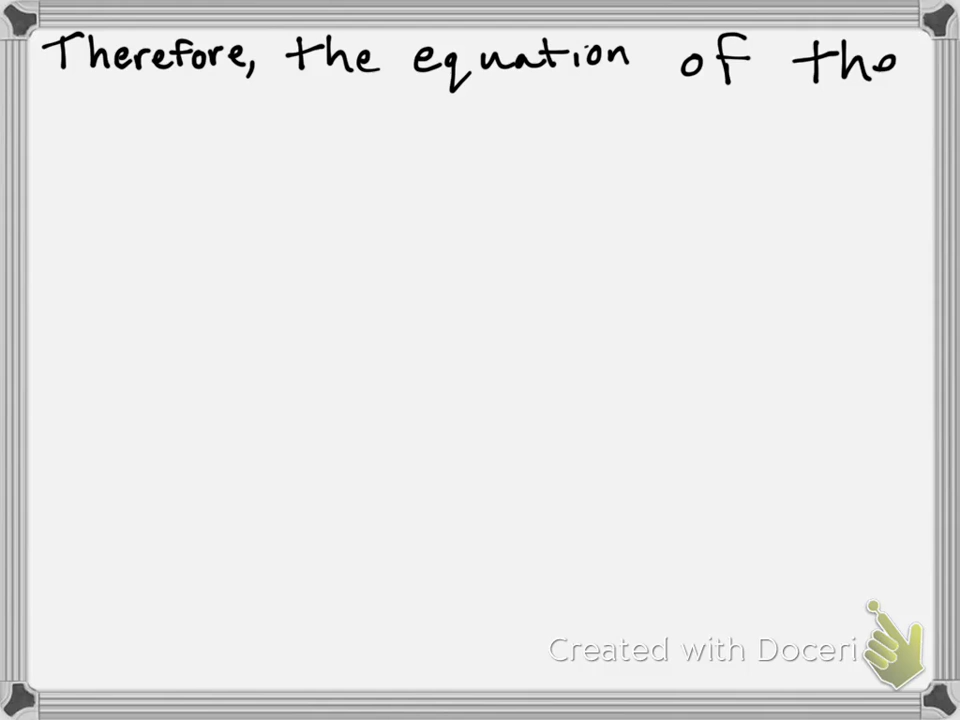 Therefore, the equation of the
Created with Doceri